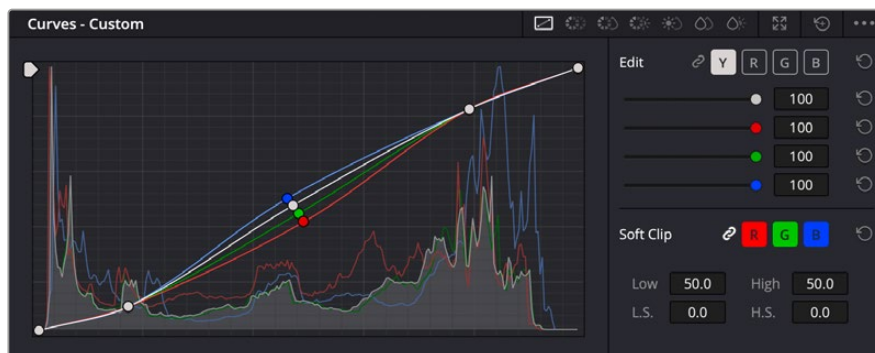 Curves - Custom
Edit Y R G B
100
100
100
100
Soft Clip R G B
Low 50.0 High 50.0
L.S. 0.0 H.S. 0.0